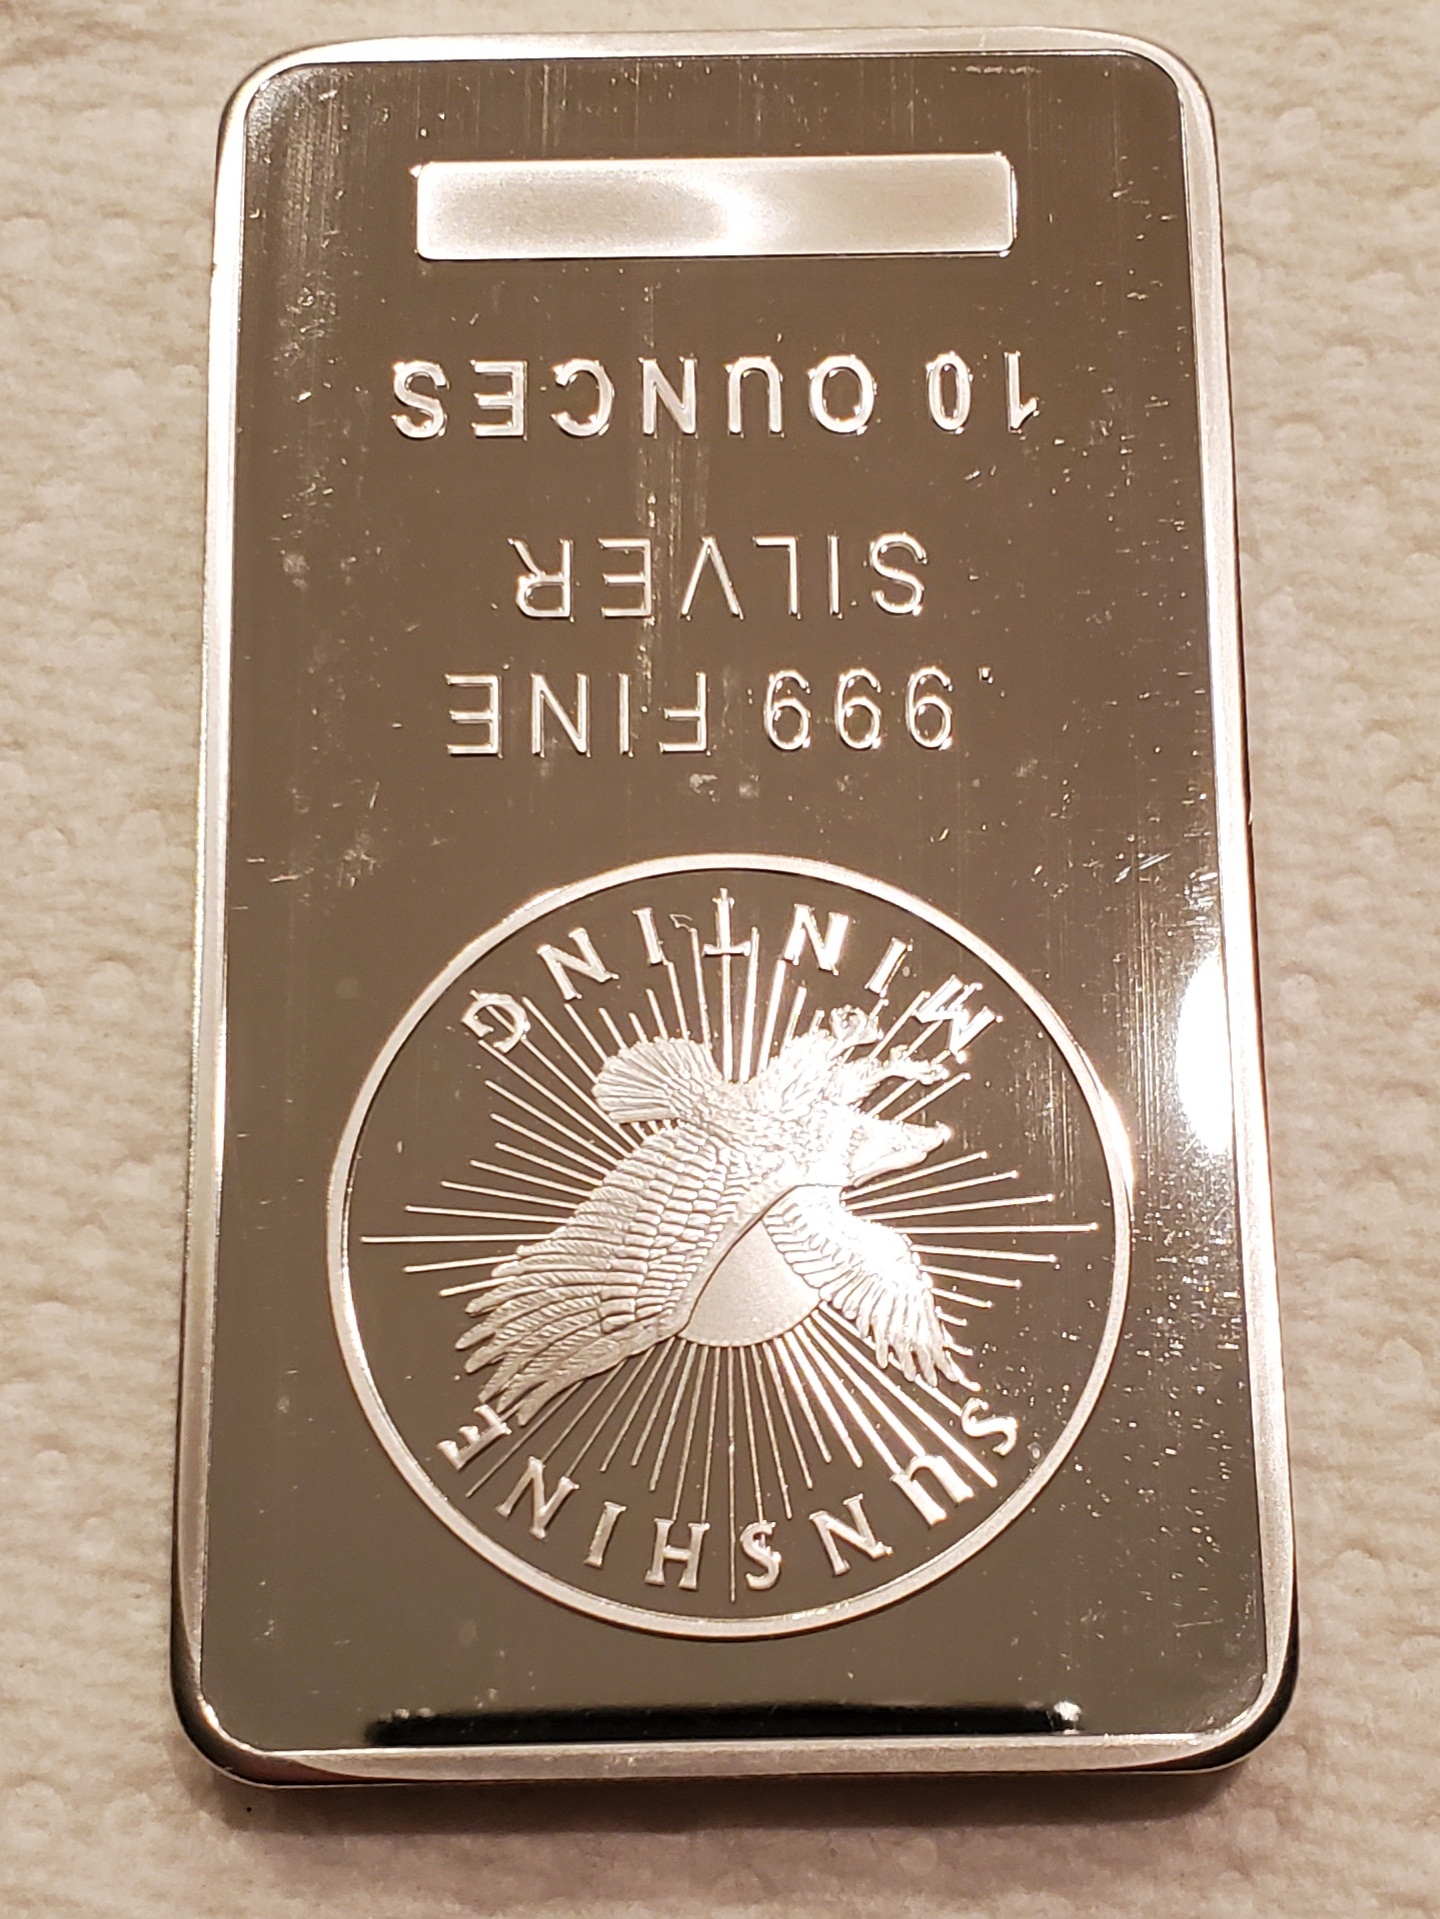 SUNSHINE
MINTING
999 FINE
SILVER
10 OUNCES